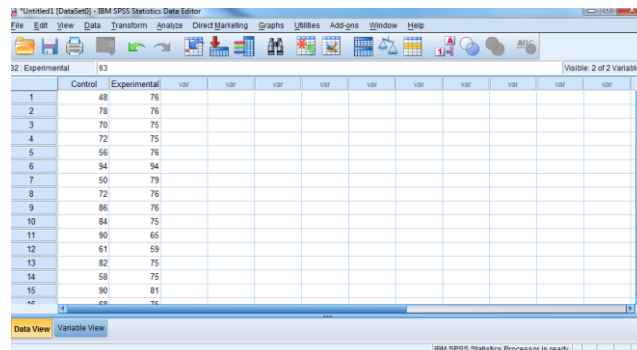 *Untitled1 [DataSet0] - IBM SPSS Statistics Data Editor
File Edit View Data Transform Analyze Direct Marketing Graphs Utilities Add-ons Window Help
32 : Experimental 63 Visible: 2 of 2 Variable
Control Experimental var var var var var var var var var var
1 48 76
2 78 76
3 70 75
4 72 75
5 56 76
6 94 94
7 50 79
8 72 76
9 86 76
10 84 75
11 90 65
12 61 59
13 82 75
14 58 75
15 90 81
Data View Variable View
IBM SPSS Statistics Processor is ready